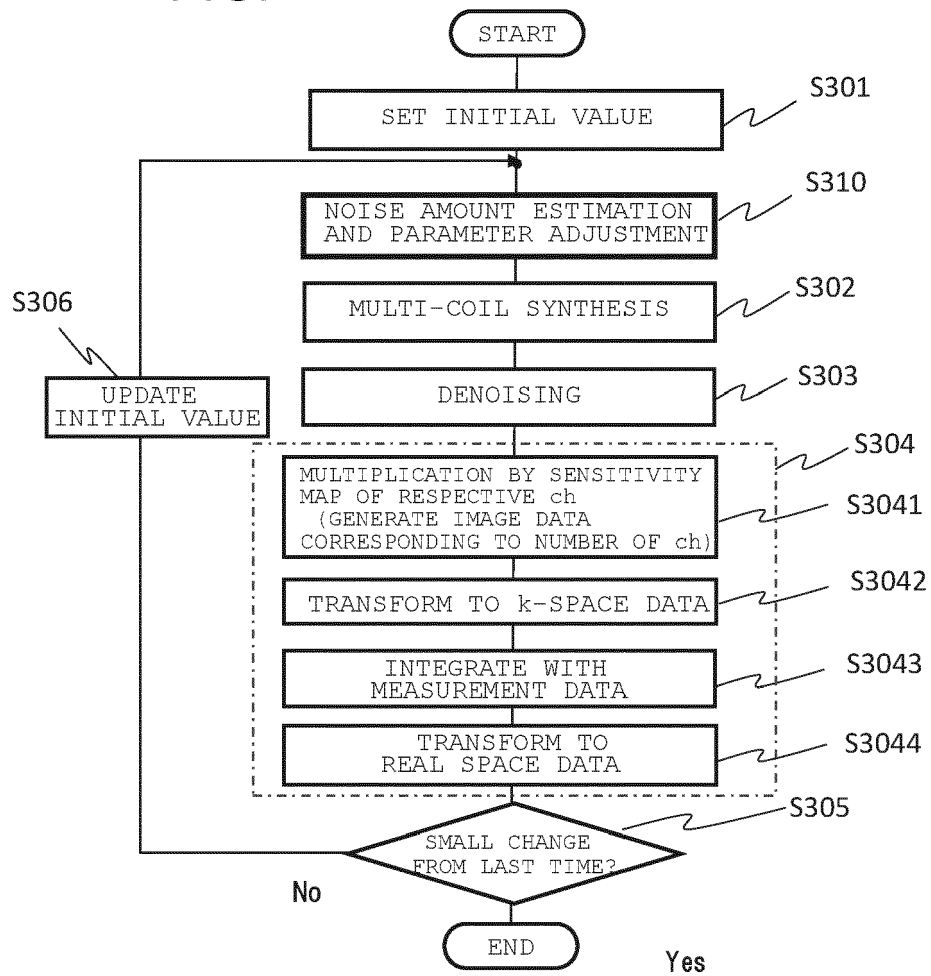 START
SET INITIAL VALUE
S301
NOISE AMOUNT ESTIMATION
AND PARAMETER ADJUSTMENT
S310
MULTI-COIL SYNTHESIS
S302
S306
UPDATE
INITIAL VALUE
DENOISING
S303
S304
MULTIPLICATION BY SENSITIVITY
MAP OF RESPECTIVE ch
(GENERATE IMAGE DATA
CORRESPONDING TO NUMBER OF ch)
S3041
TRANSFORM TO k-SPACE DATA
S3042
INTEGRATE WITH
MEASUREMENT DATA
S3043
TRANSFORM TO
REAL SPACE DATA
S3044
SMALL CHANGE
FROM LAST TIME?
S305
No
END
Yes